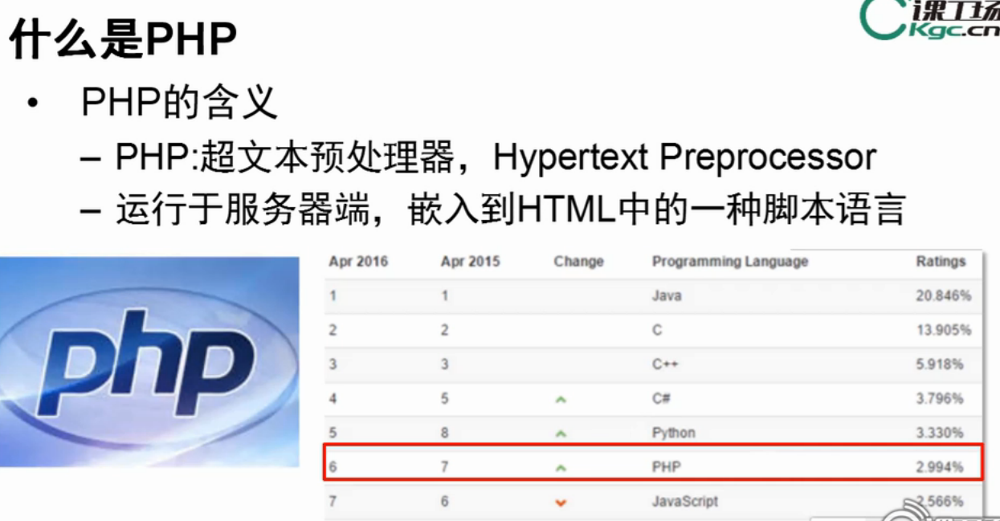 什么是PHP
课工场
Kgc.cn
• PHP的含义
– PHP:超文本预处理器，Hypertext Preprocessor
– 运行于服务器端，嵌入到HTML中的一种脚本语言
php
Apr 2016 Apr 2015 Change Programming Language Ratings
1 1 Java 20.846%
2 2 C 13.905%
3 3 C++ 5.918%
4 5 C# 3.796%
5 8 Python 3.330%
6 7 PHP 2.994%
7 6 JavaScript 2.566%